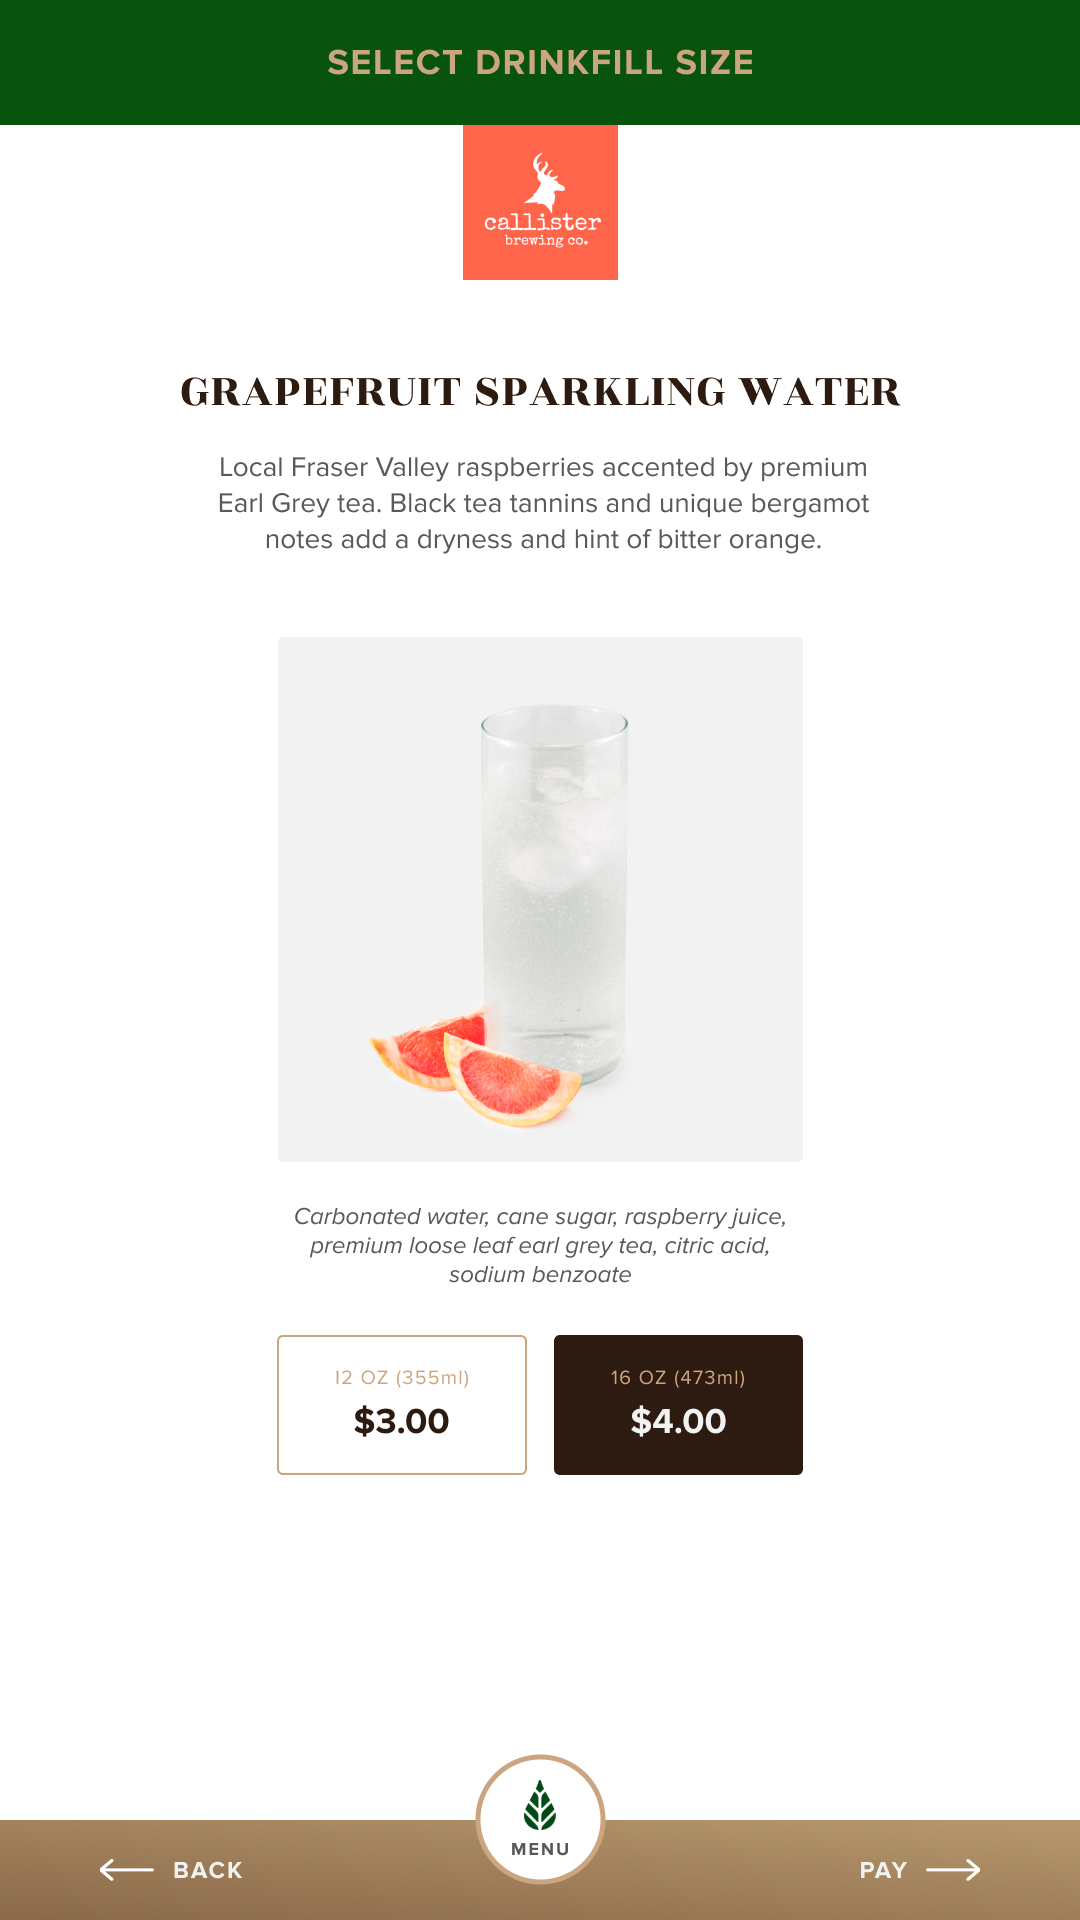 SELECT DRINKFILL SIZE
callister
brewing co.
GRAPEFRUIT SPARKLING WATER
Local Fraser Valley raspberries accented by premium
Earl Grey tea. Black tea tannins and unique bergamot
notes add a dryness and hint of bitter orange.
Carbonated water, cane sugar, raspberry juice,
premium loose leaf earl grey tea, citric acid,
sodium benzoate
12 OZ (355ml)
$3.00
16 OZ (473ml)
$4.00
BACK
MENU
PAY